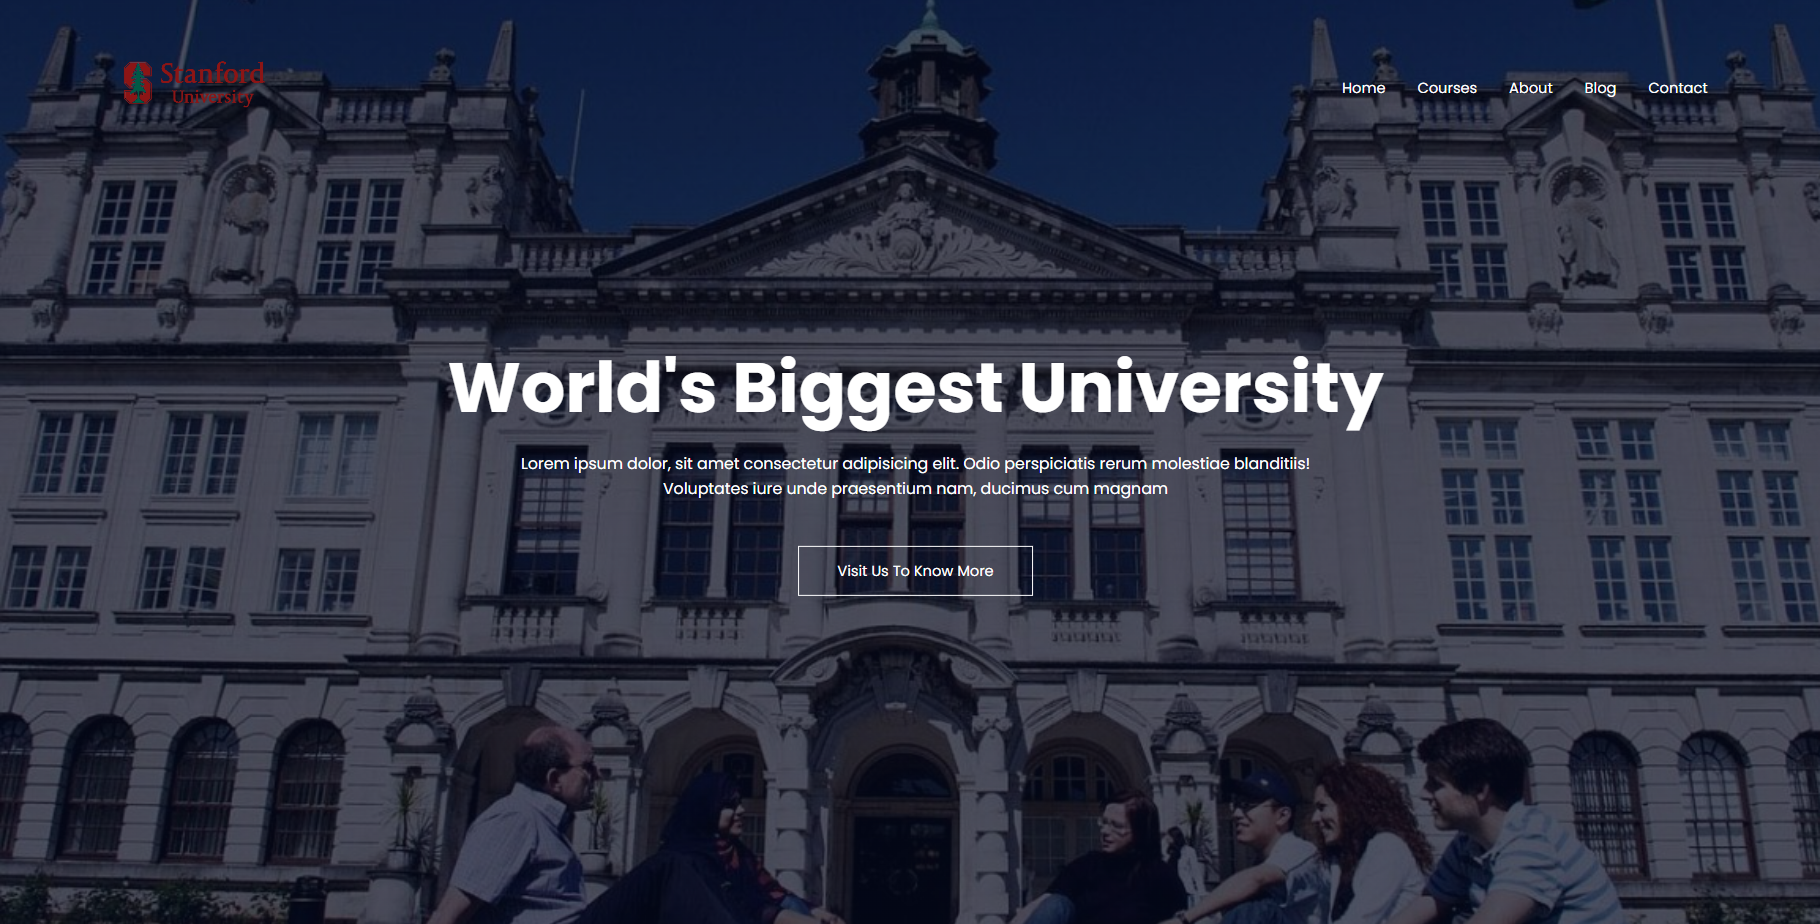 Stanford
University
Home Courses About Blog Contact
World's Biggest University
Lorem ipsum dolor, sit amet consectetur adipisicing elit. Odio perspiciatis rerum molestiae blanditiis!
Voluptates iure unde praesentium nam, ducimus cum magnam
Visit Us To Know More